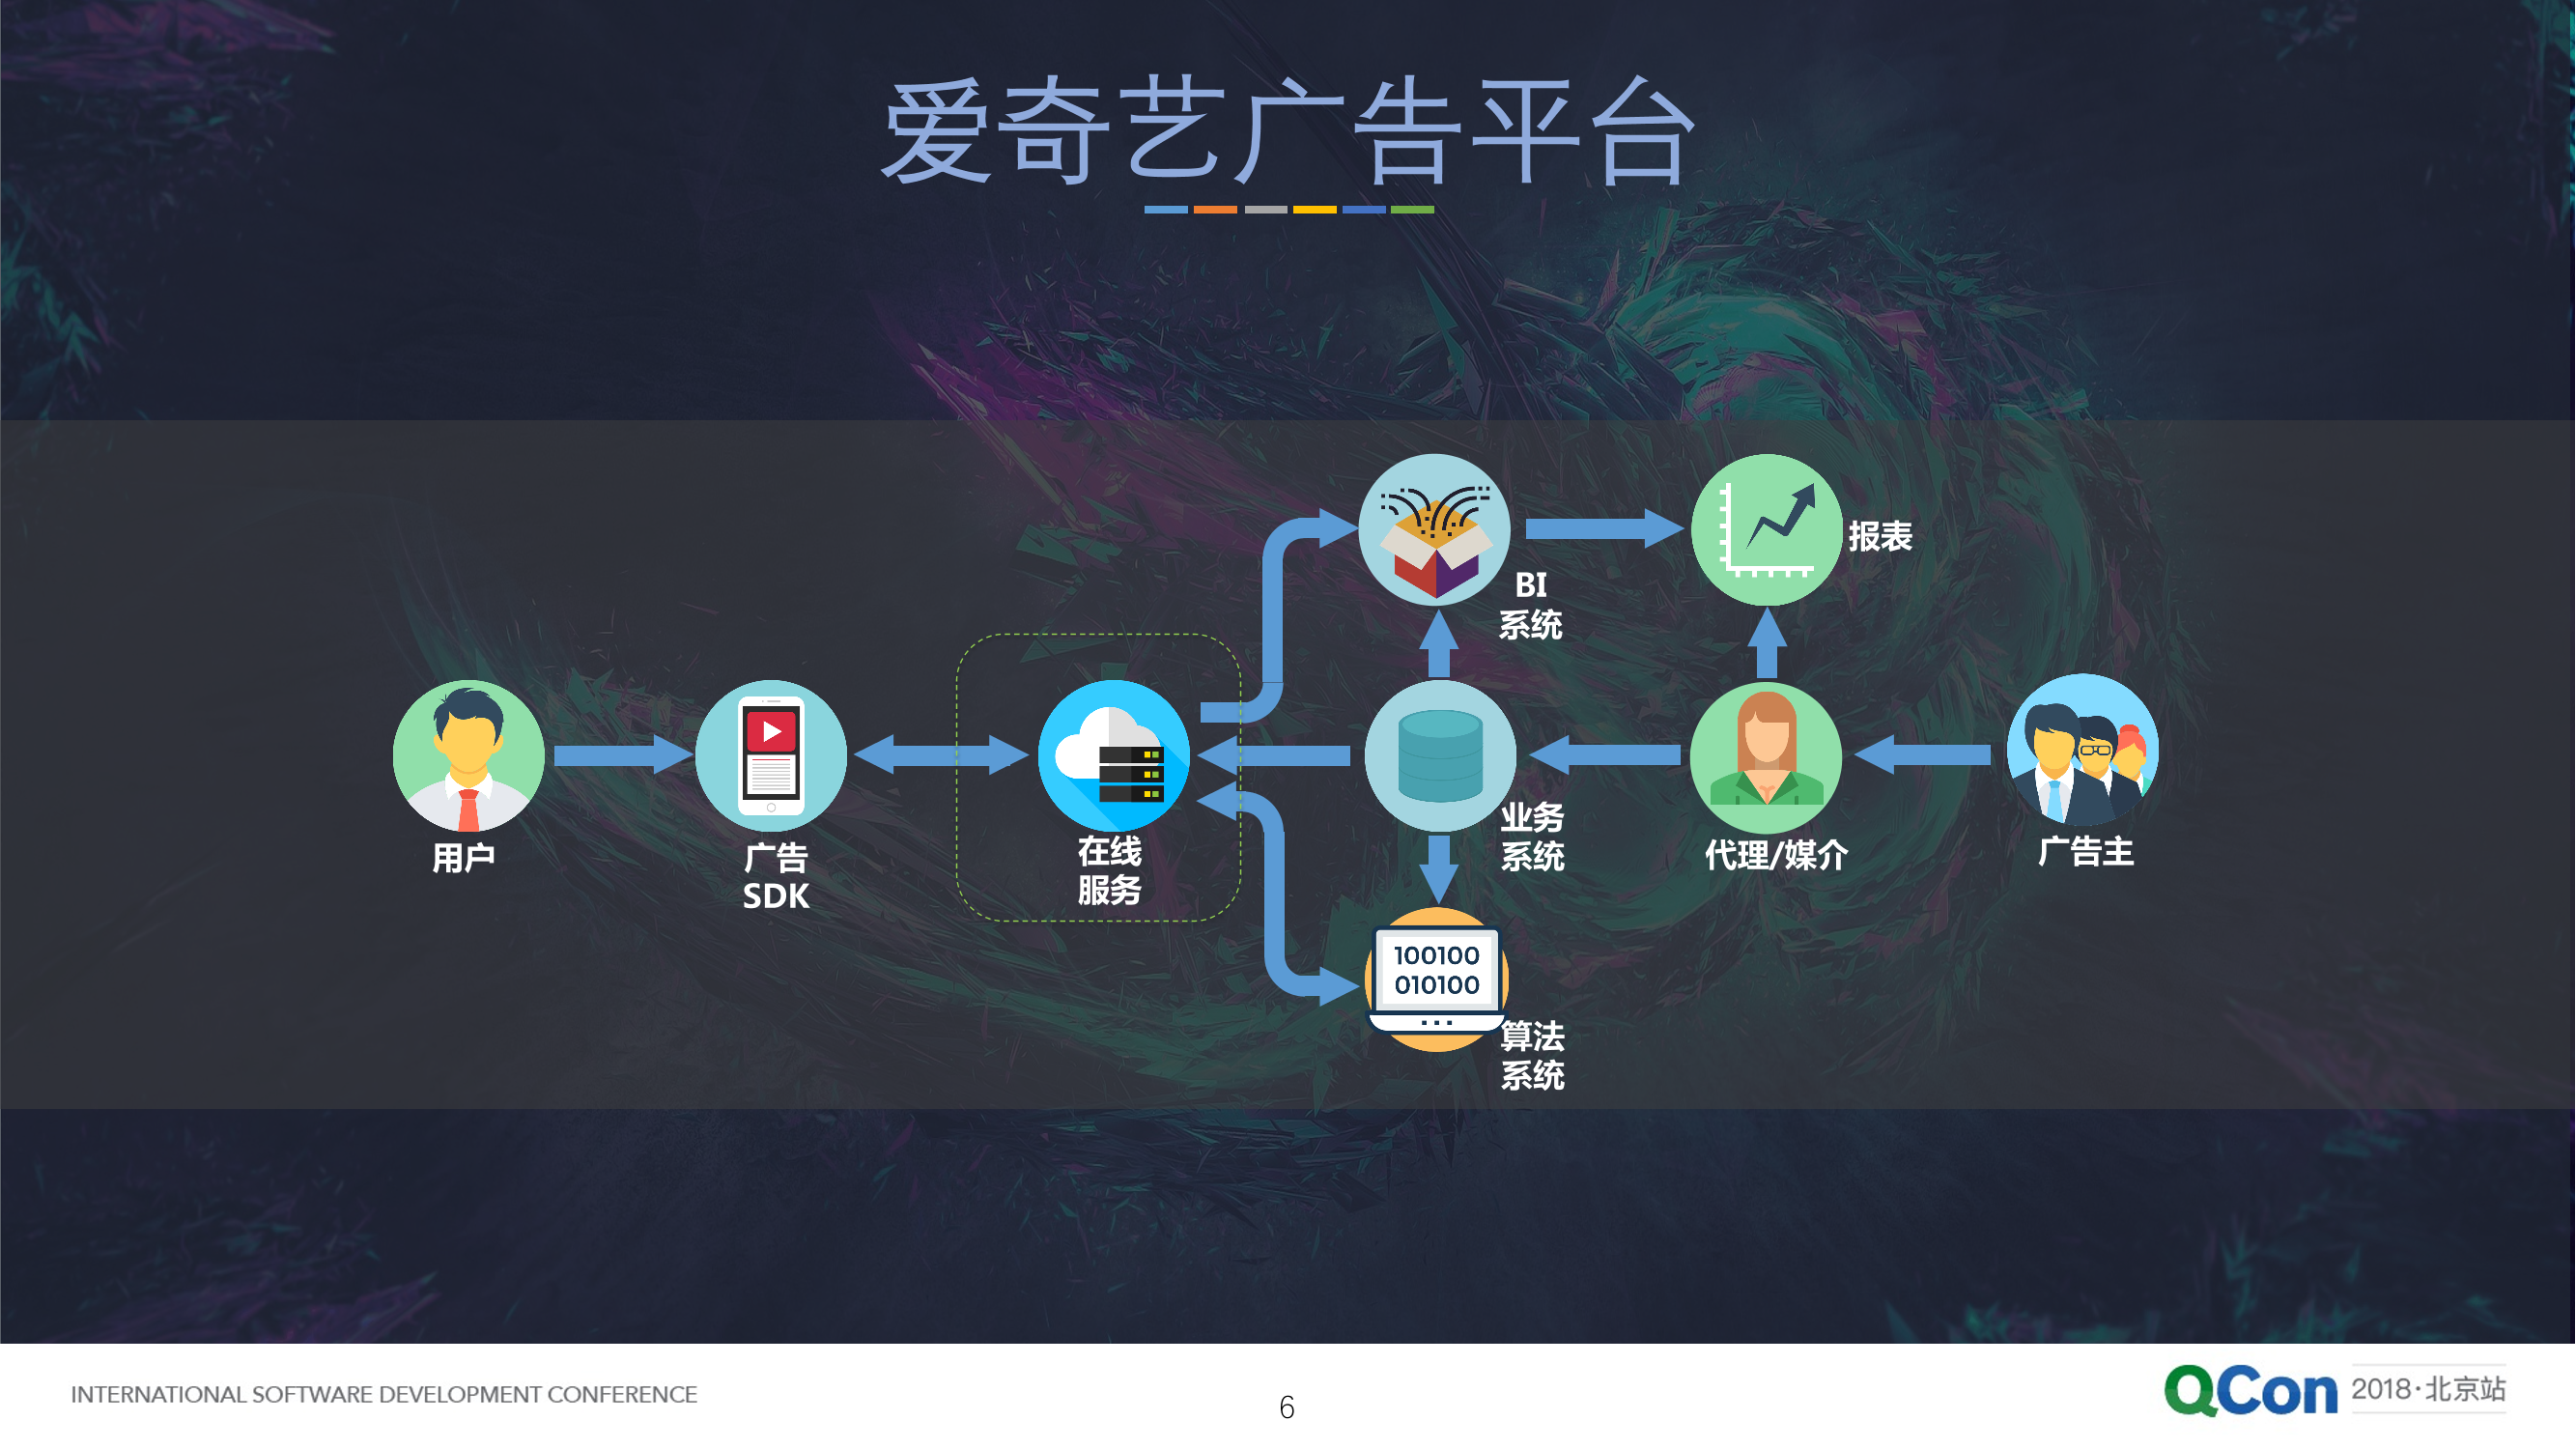 爱奇艺广告平台
用户
广告
SDK
在线
服务
BI
系统
报表
业务
系统
代理/媒介
广告主
100100
010100
算法
系统
INTERNATIONAL SOFTWARE DEVELOPMENT CONFERENCE
6
QCon
2018·北京站